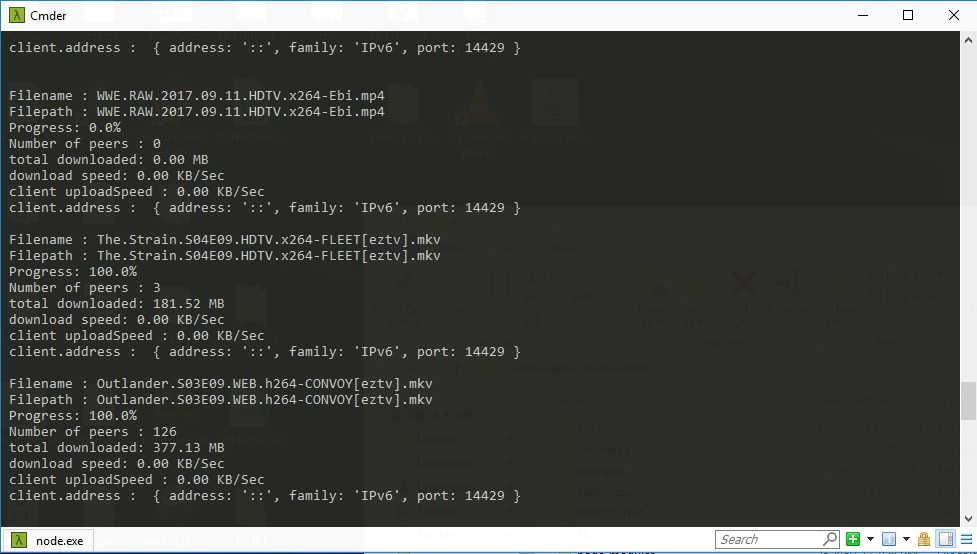 Cmder
client.address :  { address: '::', family: 'IPv6', port: 14429 }
Filename : WWE.RAW.2017.09.11.HDTV.x264-Ebi.mp4
Filepath : WWE.RAW.2017.09.11.HDTV.x264-Ebi.mp4
Progress: 0.0%
Number of peers : 0
total downloaded: 0.00 MB
download speed: 0.00 KB/Sec
client uploadSpeed : 0.00 KB/Sec
client.address :  { address: '::', family: 'IPv6', port: 14429 }
Filename : The.Strain.S04E09.HDTV.x264-FLEET[eztv].mkv
Filepath : The.Strain.S04E09.HDTV.x264-FLEET[eztv].mkv
Progress: 100.0%
Number of peers : 3
total downloaded: 181.52 MB
download speed: 0.00 KB/Sec
client uploadSpeed : 0.00 KB/Sec
client.address :  { address: '::', family: 'IPv6', port: 14429 }
Filename : Outlander.S03E09.WEB.h264-CONVOY[eztv].mkv
Filepath : Outlander.S03E09.WEB.h264-CONVOY[eztv].mkv
Progress: 100.0%
Number of peers : 126
total downloaded: 377.13 MB
download speed: 0.00 KB/Sec
client uploadSpeed : 0.00 KB/Sec
client.address :  { address: '::', family: 'IPv6', port: 14429 }
node.exe
Search